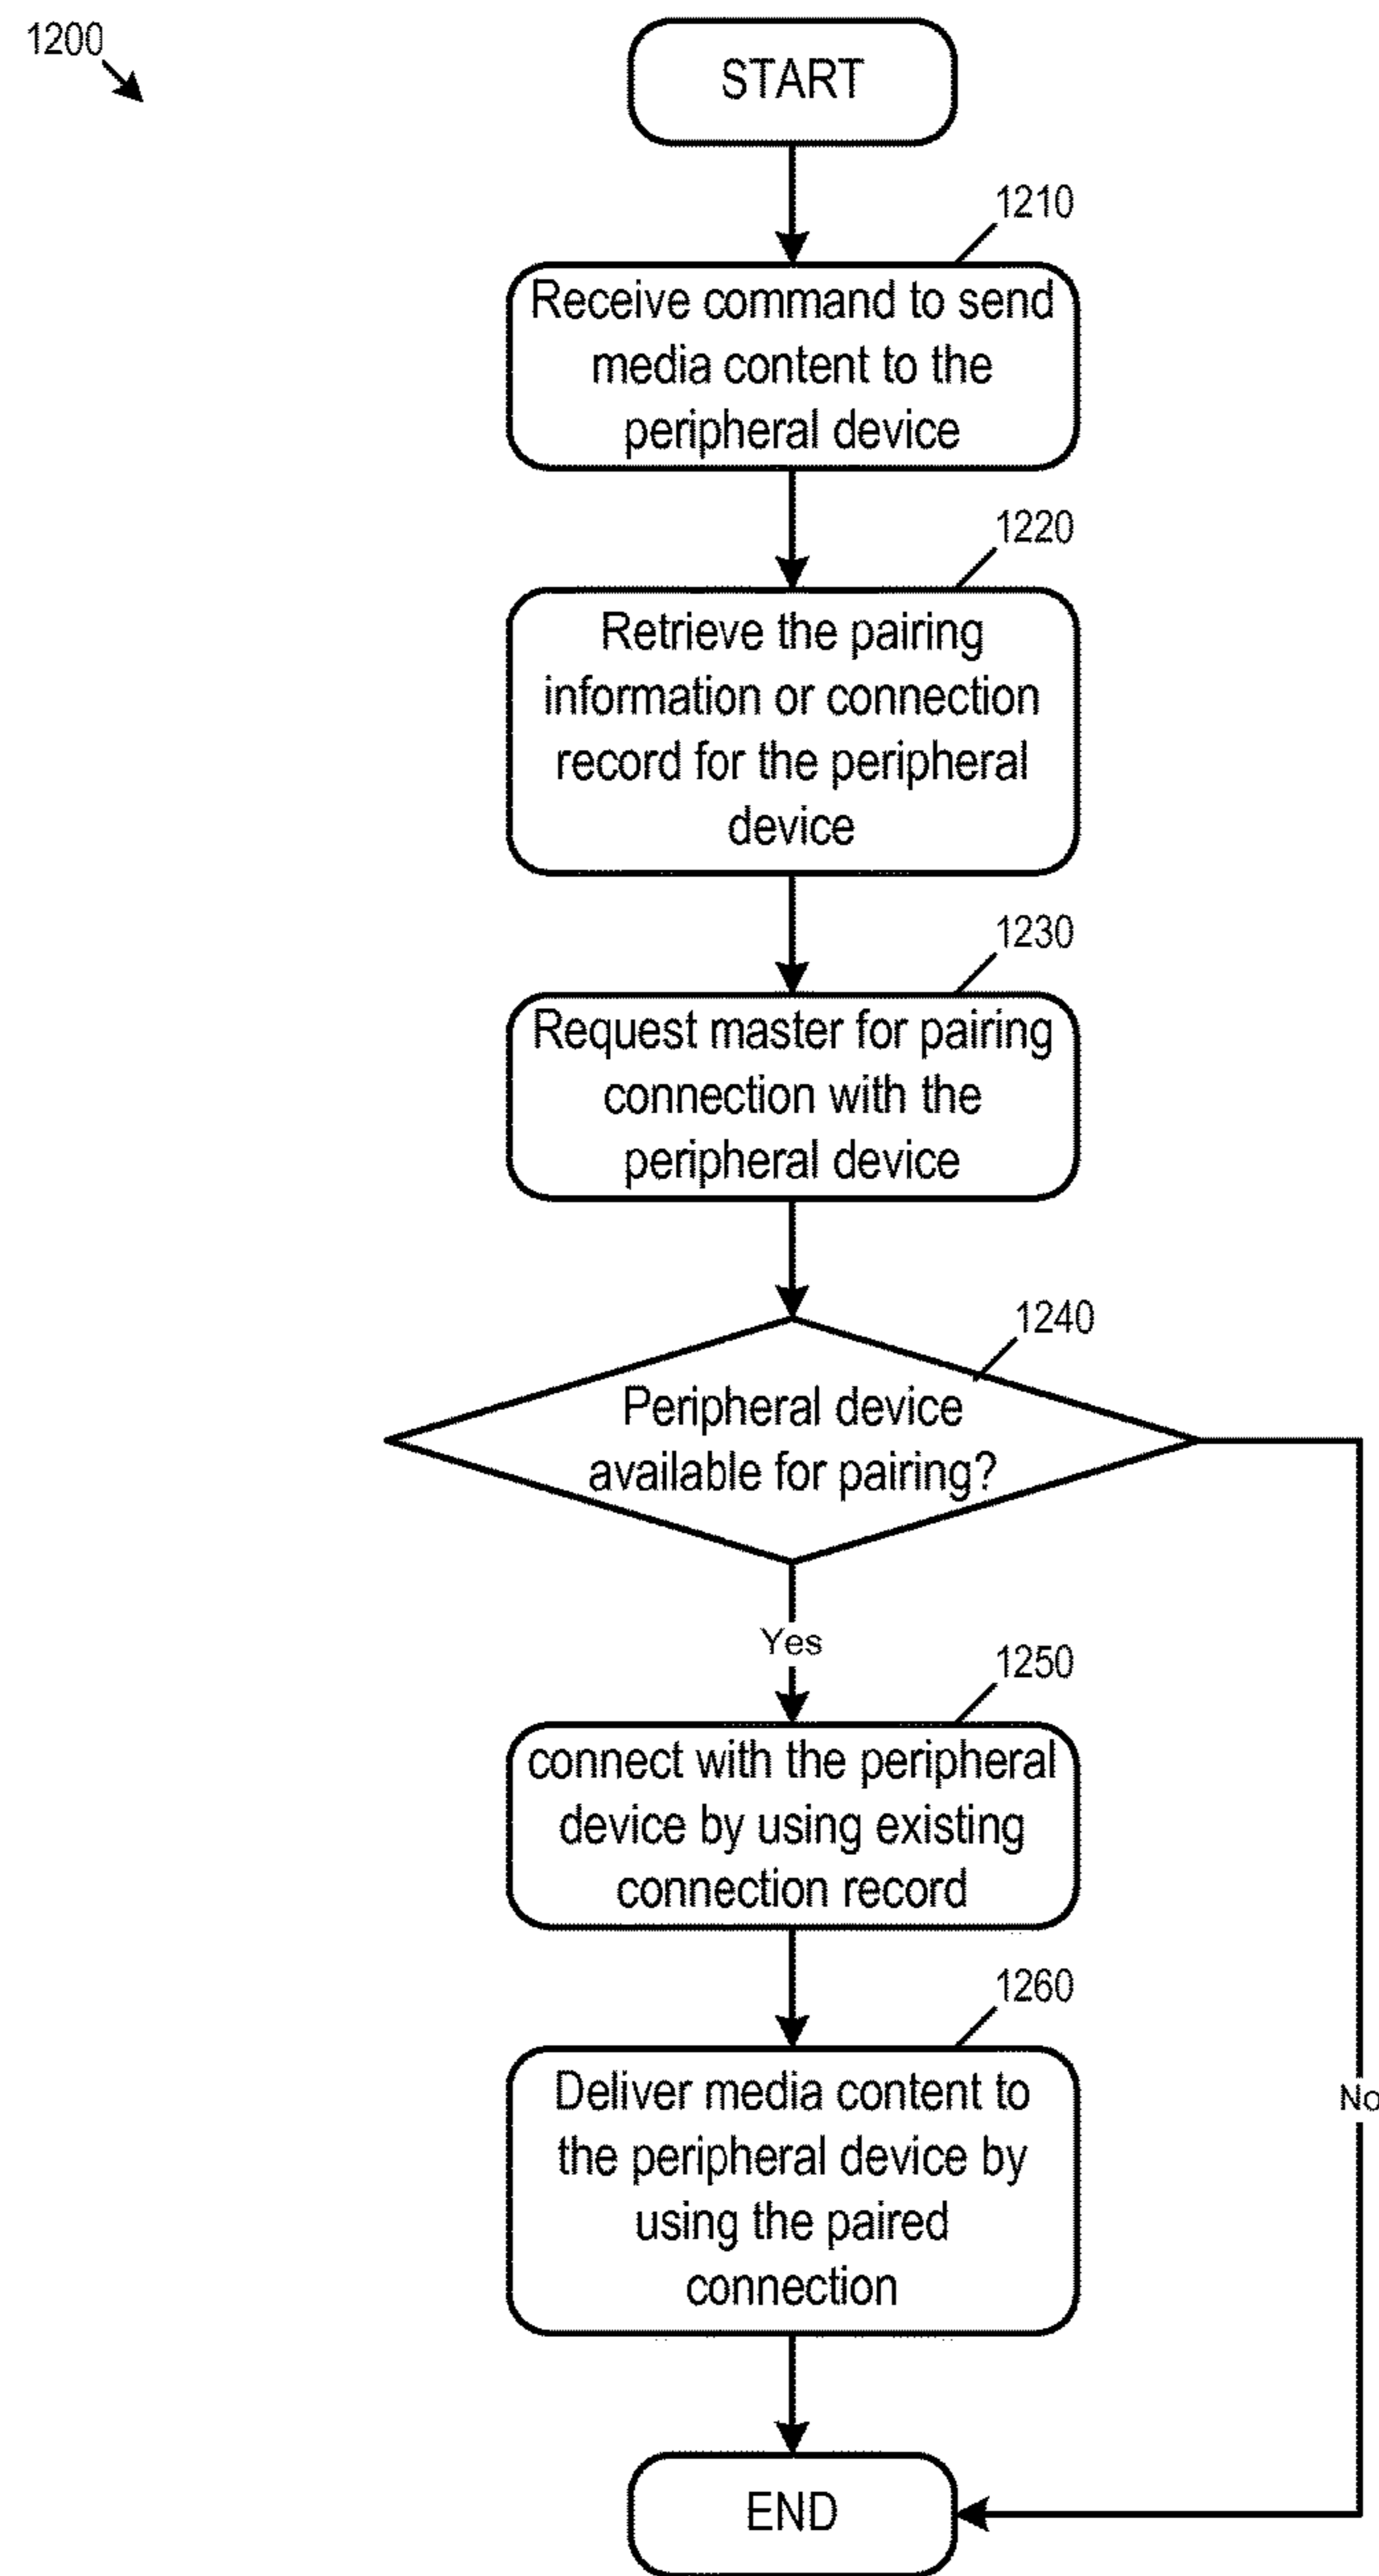 1200
START
1210
Receive command to send
media content to the
peripheral device
1220
Retrieve the pairing
information or connection
record for the peripheral
device
1230
Request master for pairing
connection with the
peripheral device
1240
Peripheral device
available for pairing?
Yes
1250
connect with the peripheral
device by using existing
connection record
1260
Deliver media content to
the peripheral device by
using the paired
connection
No
END